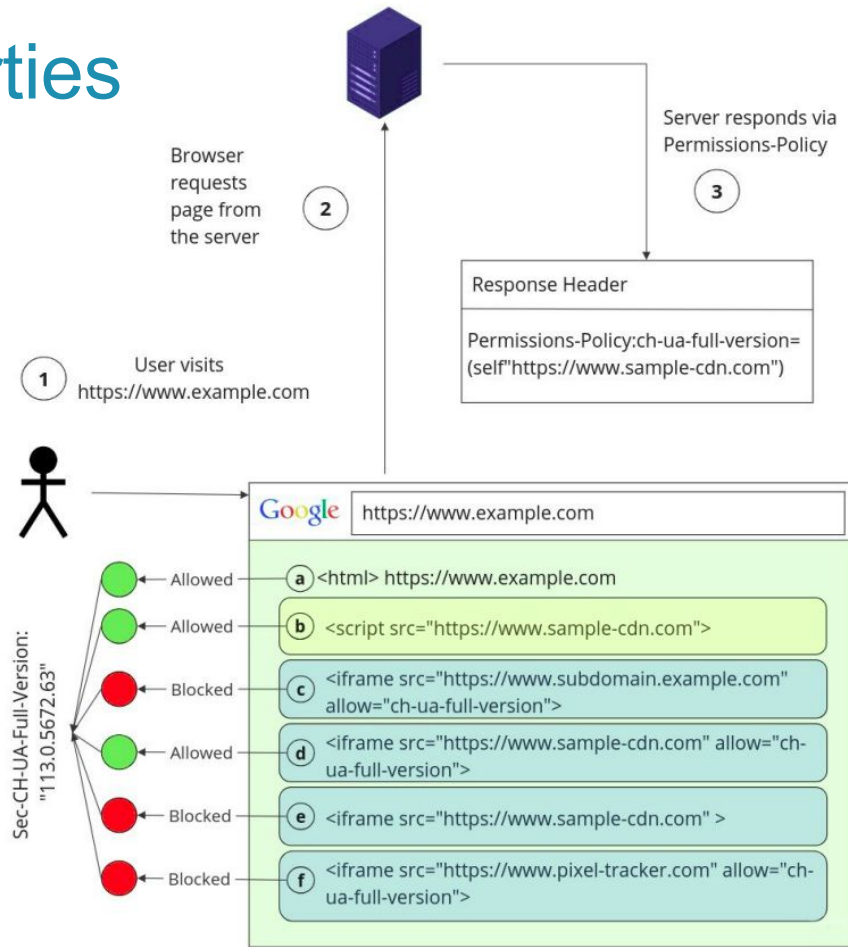 rties
Browser
requests
page from
the server
2
Server responds via
Permissions-Policy
3
Response Header
Permissions-Policy:ch-ua-full-version=
(self"https://www.sample-cdn.com")
1
User visits
https://www.example.com
Google
https://www.example.com
Sec-CH-UA-Full-Version:
"113.0.5672.63"
Allowed
a
<html> https://www.example.com
Allowed
b
<script src="https://www.sample-cdn.com">
Blocked
c
<iframe src="https://www.subdomain.example.com"
allow="ch-ua-full-version">
Allowed
d
<iframe src="https://www.sample-cdn.com" allow="ch-
ua-full-version">
Blocked
e
<iframe src="https://www.sample-cdn.com" >
Blocked
f
<iframe src="https://www.pixel-tracker.com" allow="ch-
ua-full-version">